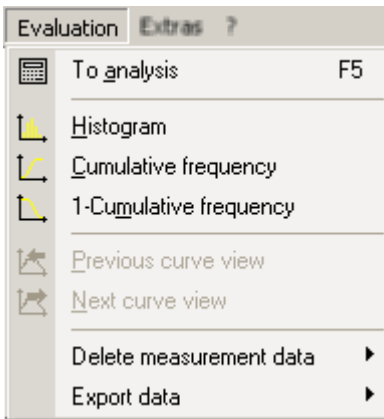 Evaluation Extras ?
To analysis F5
Histogram
Cumulative frequency
1-Cumulative frequency
Previous curve view
Next curve view
Delete measurement data
Export data